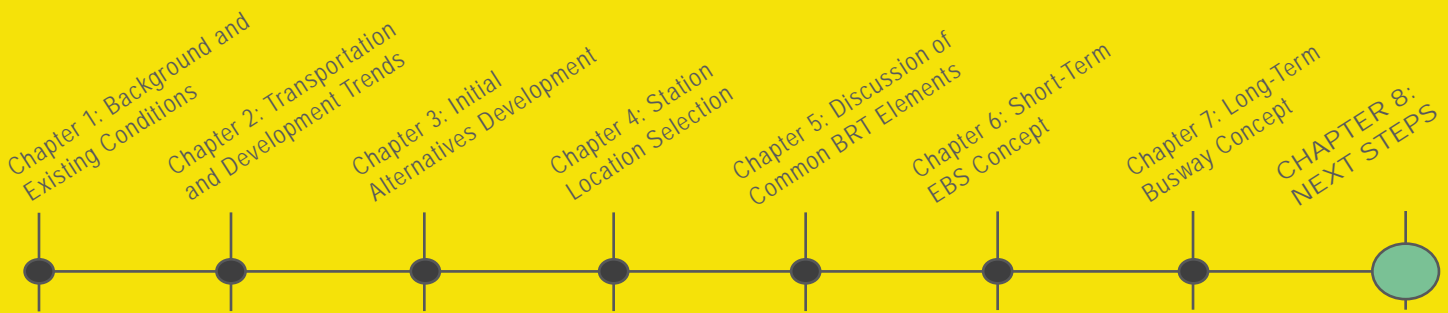 Chapter 1: Background and
Existing Conditions
Chapter 2: Transportation
and Development Trends
Chapter 3: Initial
Alternatives Development
Chapter 4: Station
Location Selection
Chapter 5: Discussion of
Common BRT Elements
Chapter 6: Short-Term
EBS Concept
Chapter 7: Long-Term
Busway Concept
CHAPTER 8:
NEXT STEPS